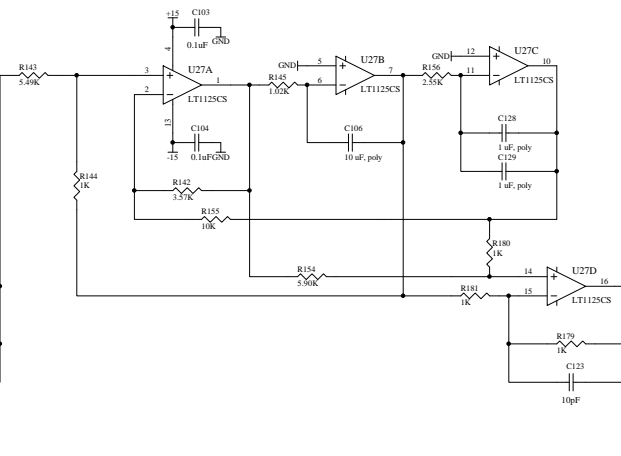 +15
C103
0.1uF
GND
4
R143
5.49K
3
2
U27A
1
LT1125CS
13
C104
0.1uF
GND
-15
R145
1.02K
GND
5
6
U27B
7
LT1125CS
C106
10 uF, poly
R156
2.55K
GND
12
11
U27C
10
LT1125CS
C128
1 uF, poly
C129
1 uF, poly
R144
1K
R142
3.57K
R155
10K
R180
1K
R154
5.90K
R181
1K
14
15
U27D
16
LT1125CS
R179
1K
C123
10pF